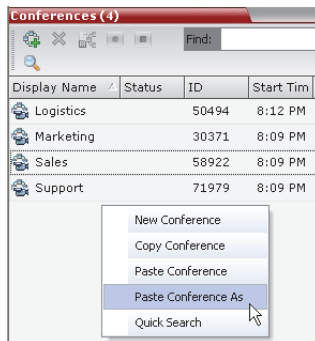 Conferences (4)
Find:
Display Name Status ID Start Tim
Logistics 50494 8:12 PM
Marketing 30371 8:09 PM
Sales 58922 8:09 PM
Support 71979 8:09 PM
New Conference
Copy Conference
Paste Conference
Paste Conference As
Quick Search